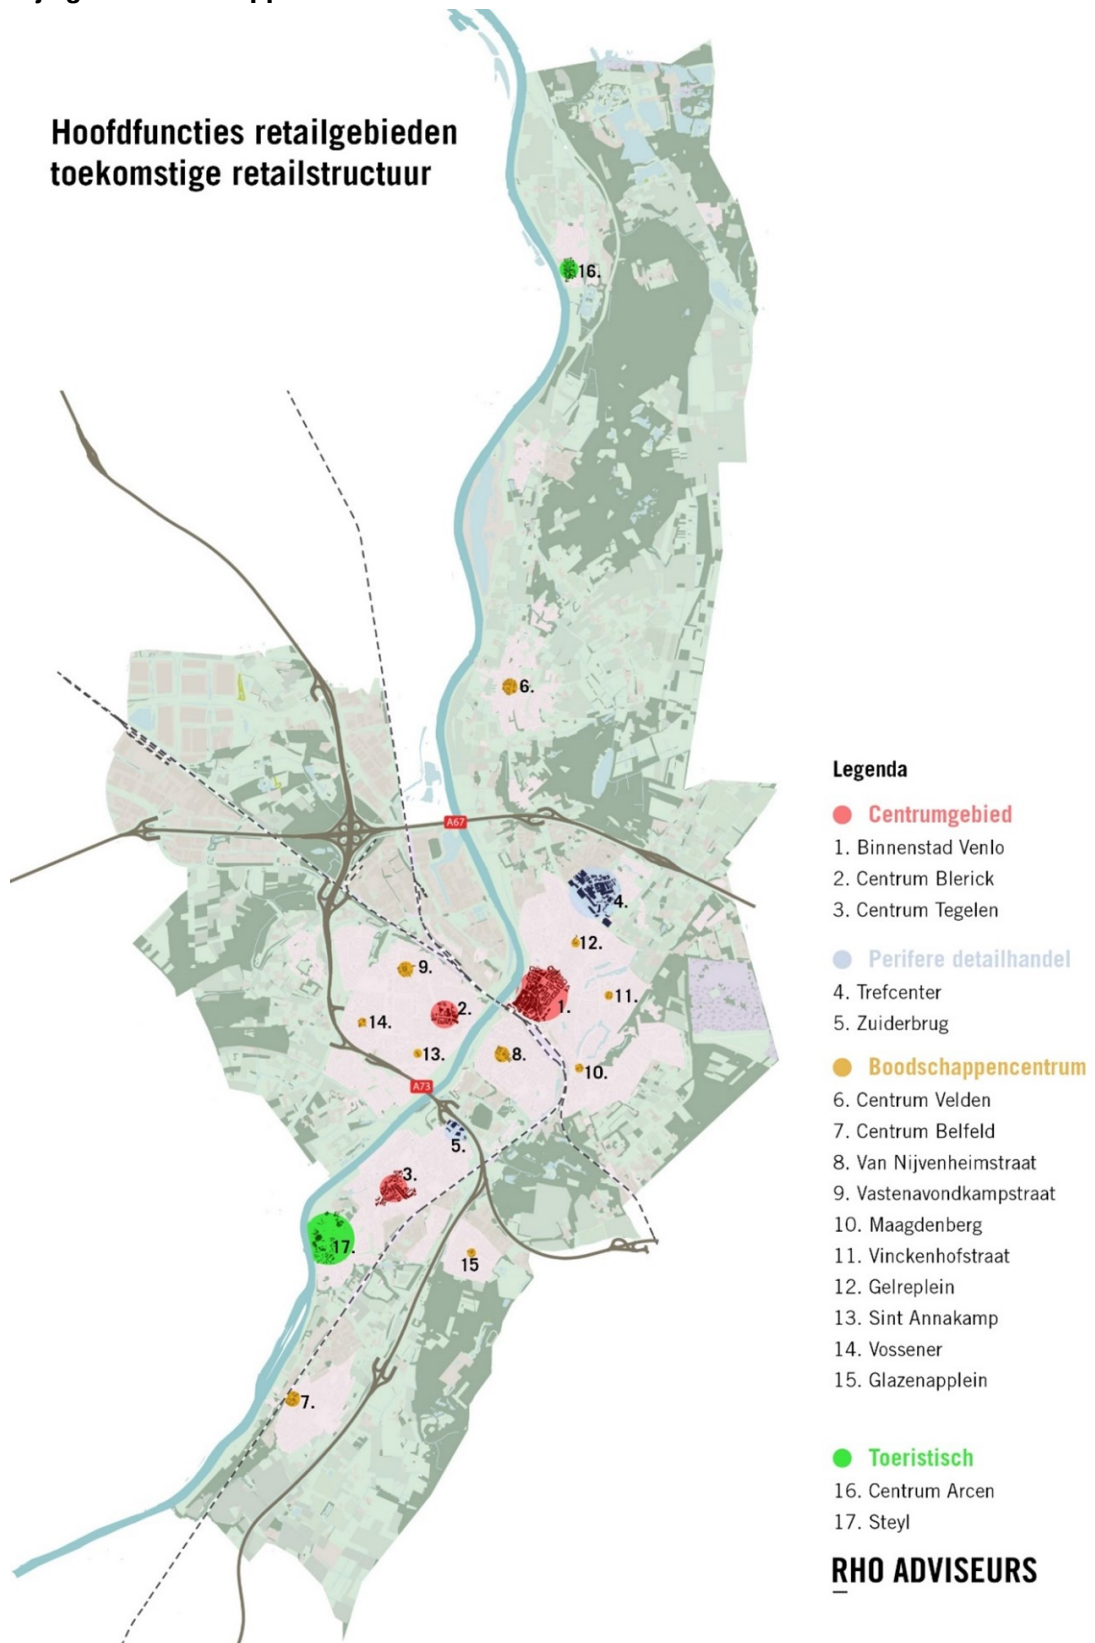 Hoofdfuncties retailgebieden
toekomstige retailstructuur
16.
6.
A67
4.
12.
9.
11.
2.
1.
14.
13.
8.
10.
A73
5.
3.
17.
15
7.
Legenda
Centrumgebied
1. Binnenstad Venlo
2. Centrum Blerick
3. Centrum Tegelen
Perifere detailhandel
4. Trefcenter
5. Zuiderbrug
Boodschappencentrum
6. Centrum Velden
7. Centrum Belfeld
8. Van Nijvenheimstraat
9. Vastenavondkampstraat
10. Maagdenberg
11. Vinckenhofstraat
12. Gelreplein
13. Sint Annakamp
14. Vossener
15. Glazenapplein
Toeristisch
16. Centrum Arcen
17. Steyl
RHO ADVISEURS